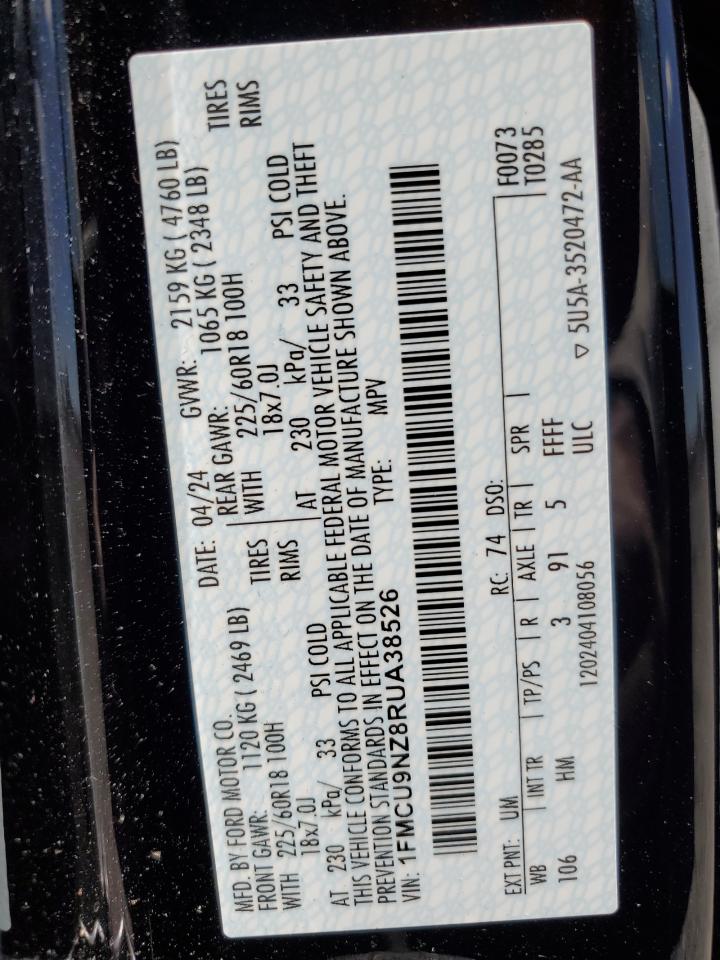 MFD. BY FORD MOTOR CO.
DATE: 04/24 GVWR: 2159 KG ( 4760 LB)
FRONT GAWR: 1120 KG ( 2469 LB) REAR GAWR: 1065 KG ( 2348 LB)
WITH 225/60R18 100H TIRES WITH 225/60R18 100H TIRES
18x7.0J RIMS 18x7.0J RIMS
AT 230 kPa/ 33 PSI COLD AT 230 kPa/ 33 PSI COLD
THIS VEHICLE CONFORMS TO ALL APPLICABLE FEDERAL MOTOR VEHICLE SAFETY AND THEFT
PREVENTION STANDARDS IN EFFECT ON THE DATE OF MANUFACTURE SHOWN ABOVE.
VIN: 1FMCU9NZ8RUA38526 TYPE: MPV
F0073
EXT PNT: UM RC: 74 DSO: T0285
WB INT TR TP/PS R AXLE TR SPR
106 HM 3 91 5 FFFF
1202404108056 ULC ▽ 5U5A-3520472-AA